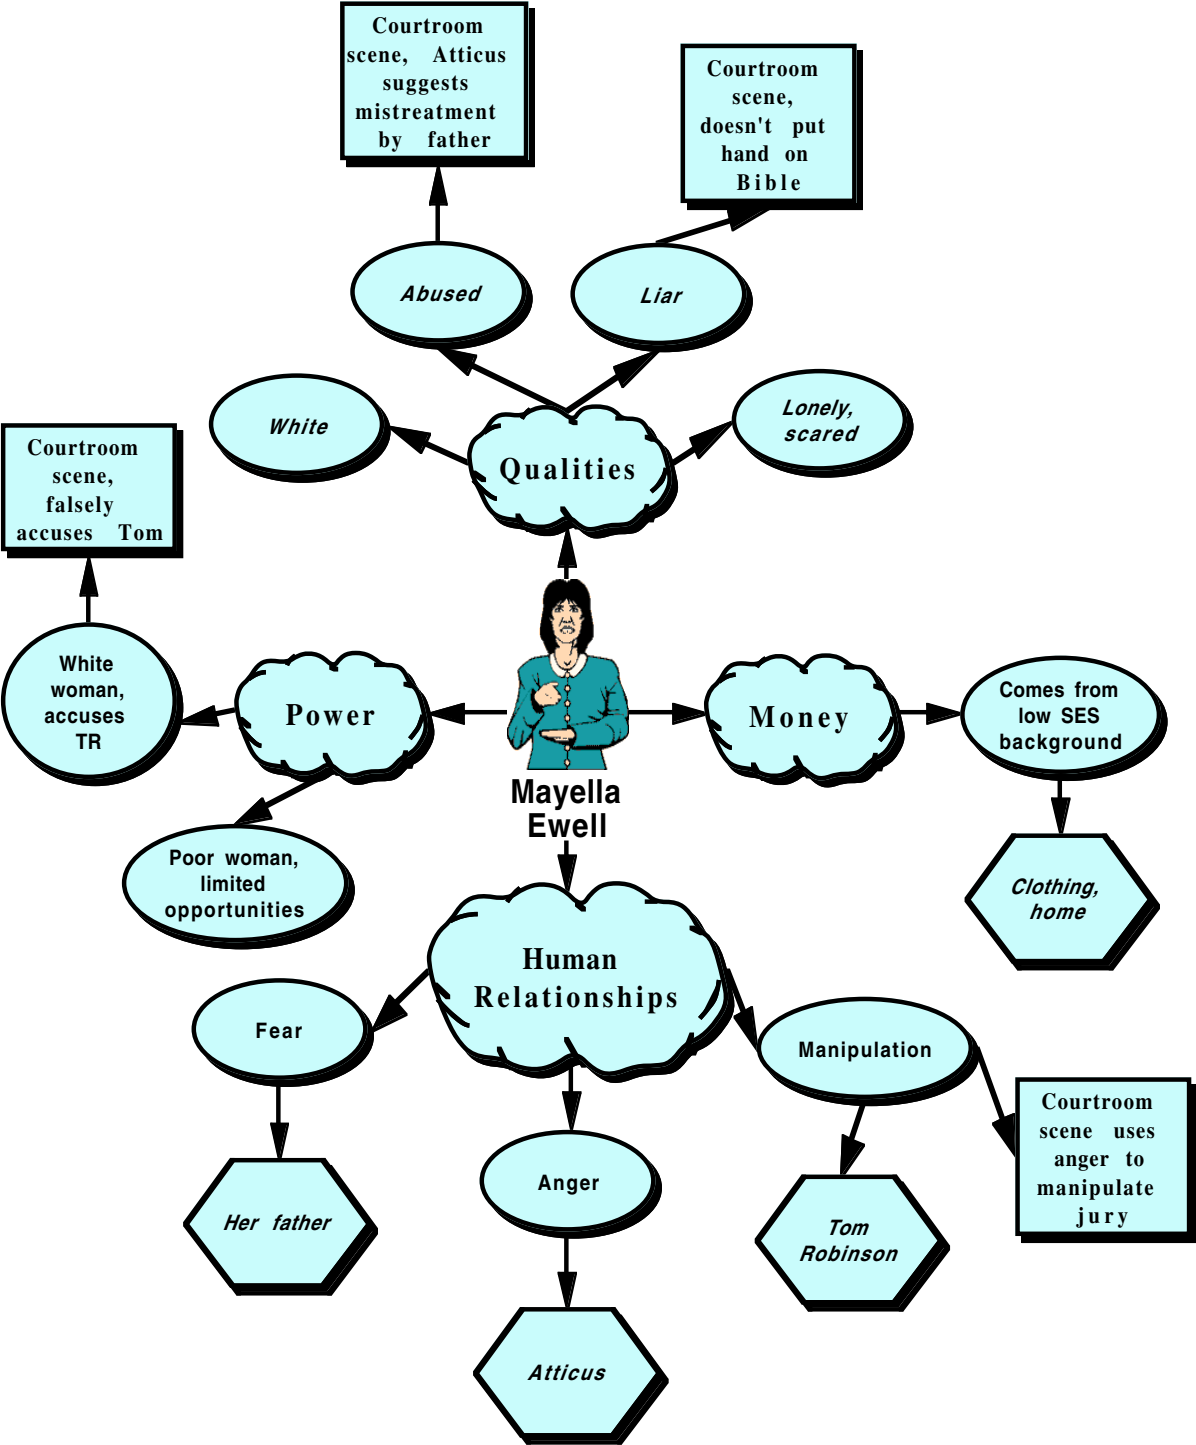 Courtroom
scene, Atticus
suggests
mistreatment
by father
Courtroom
scene,
doesn't put
hand on
Bible
Abused
Liar
White
Qualities
Lonely,
scared
Courtroom
scene,
falsely
accuses Tom
White
woman,
accuses
TR
Power
Mayella
Ewell
Money
Comes from
low SES
background
Poor woman,
limited
opportunities
Clothing,
home
Human
Relationships
Fear
Manipulation
Anger
Courtroom
scene uses
anger to
manipulate
jury
Her father
Tom
Robinson
Atticus